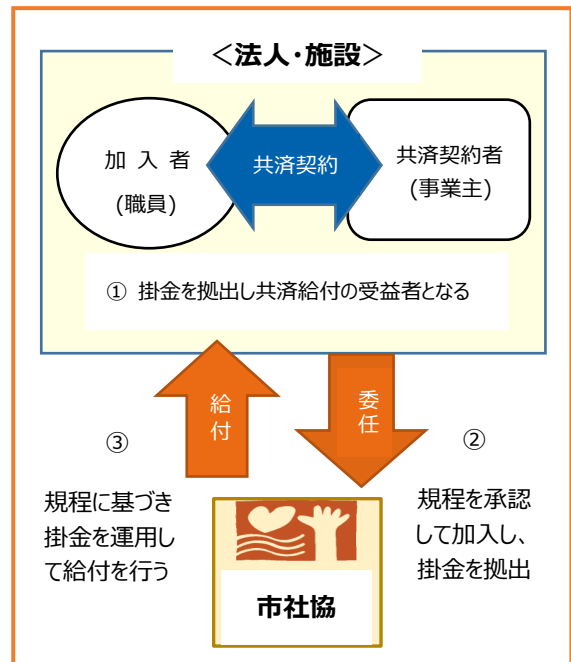 ＜法人・施設＞
加 入 者
(職員)
共済契約
共済契約者
(事業主)
① 掛金を拠出し共済給付の受益者となる
給付
委任
③
規程に基づき
掛金を運用し
て給付を行う
②
規程を承認
して加入し、
掛金を拠出
市社協